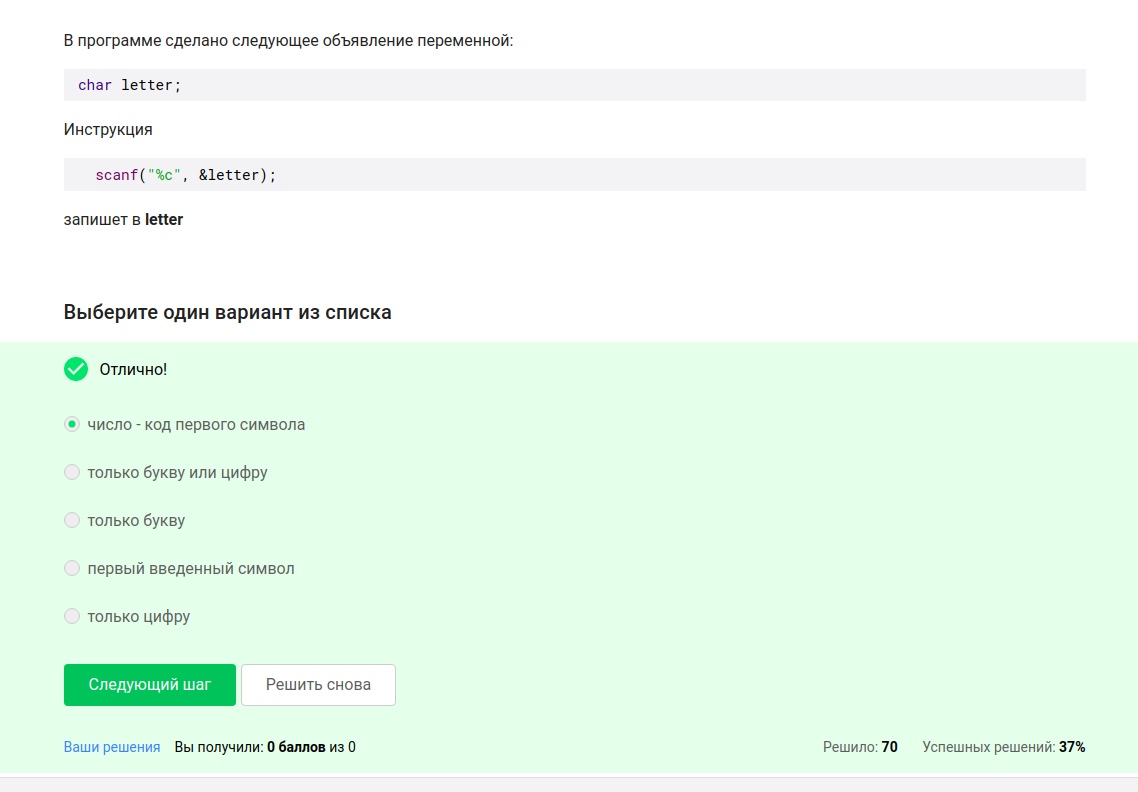 В программе сделано следующее объявление переменной:
char letter;
Инструкция
scanf("%c", &letter);
запишет в letter
Выберите один вариант из списка
Отлично!
число - код первого символа
только букву или цифру
только букву
первый введенный символ
только цифру
Следующий шаг Решить снова
Ваши решения Вы получили: 0 баллов из 0 Решило: 70 Успешных решений: 37%